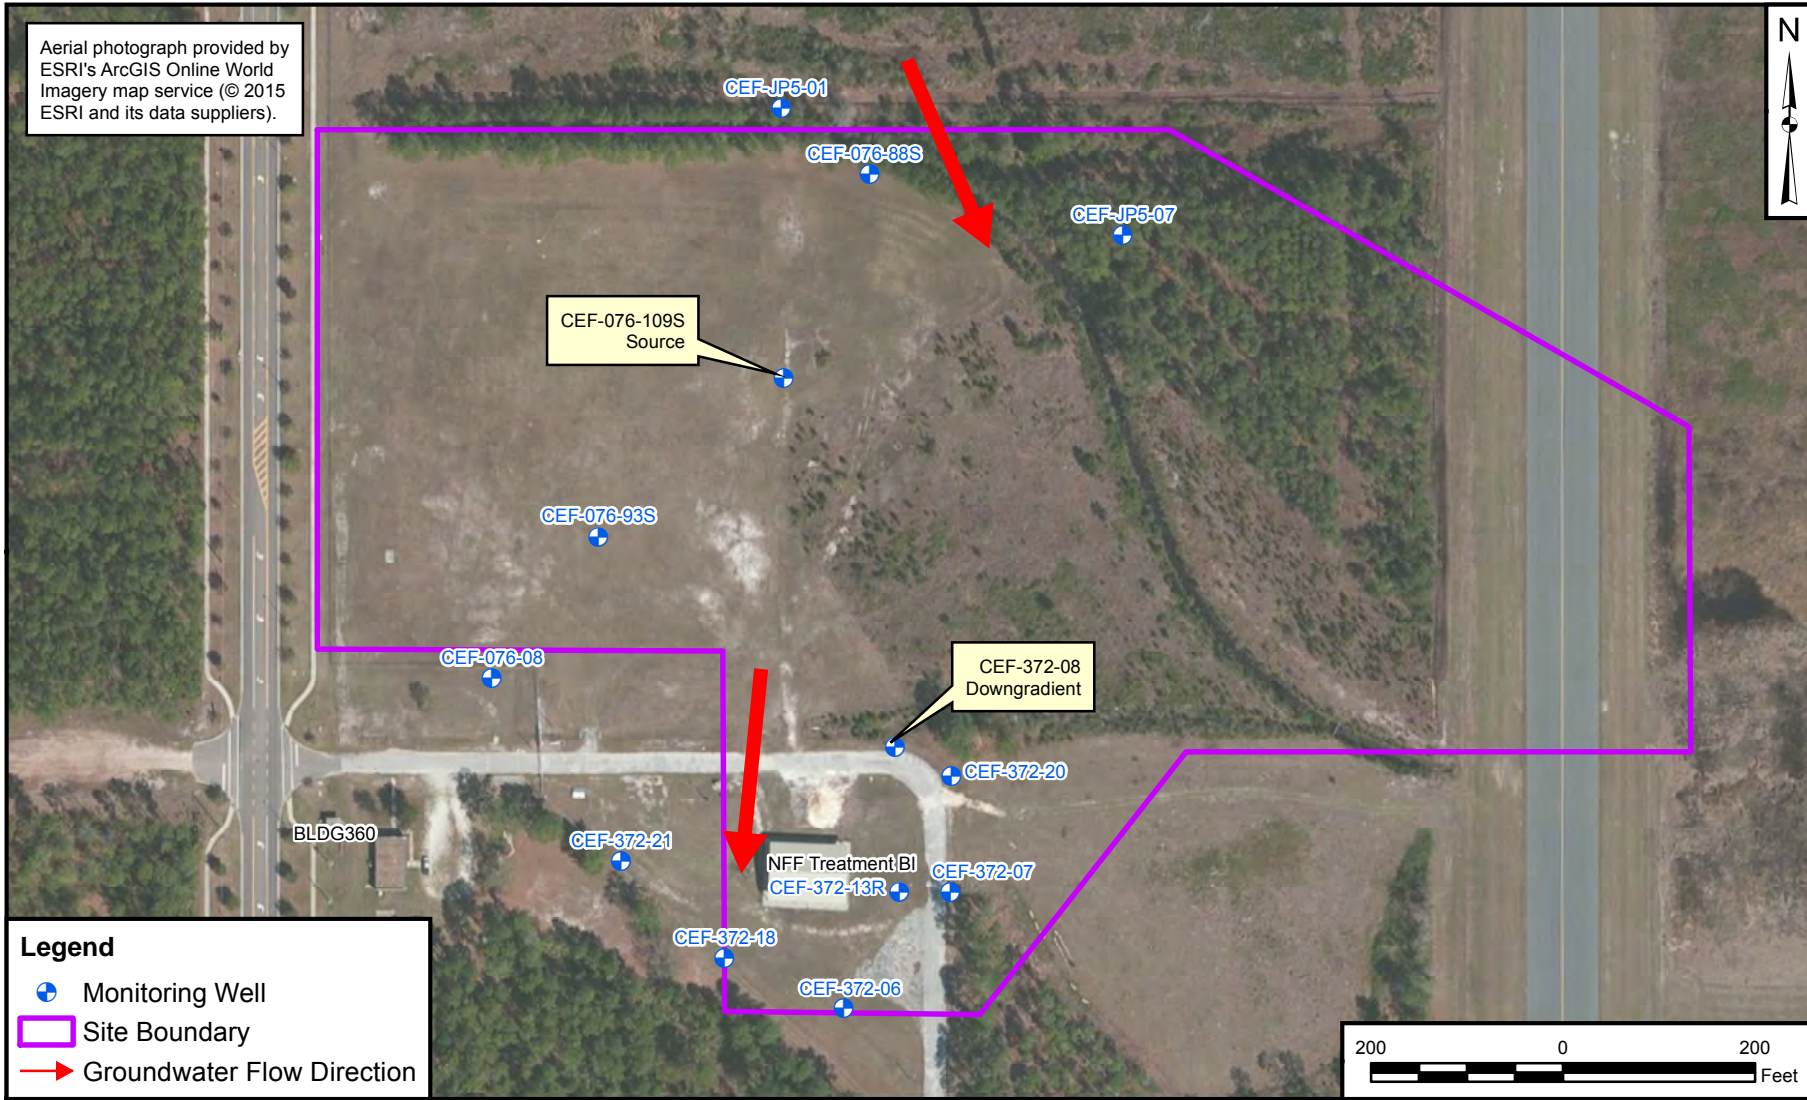 Aerial photograph provided by
ESRI's ArcGIS Online World
Imagery map service (© 2015
ESRI and its data suppliers).
N
CEF-JP5-01
CEF-076-88S
CEF-JP5-07
CEF-076-109S
Source
CEF-076-93S
CEF-076-08
CEF-372-08
Downgradient
CEF-372-20
BLDG360
CEF-372-21
NFF Treatment Bl
CEF-372-13R
CEF-372-07
CEF-372-18
CEF-372-06
Legend
Monitoring Well
Site Boundary
Groundwater Flow Direction
200 0 200
Feet